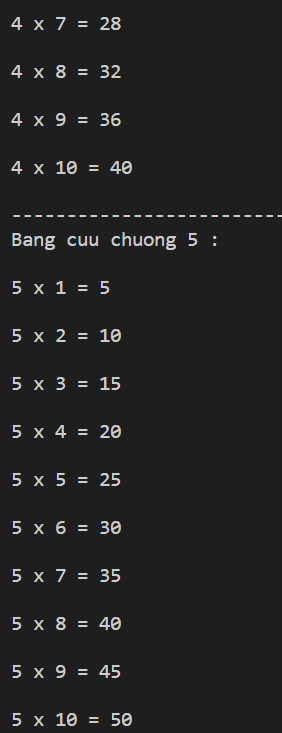 4 x 7 = 28
4 x 8 = 32
4 x 9 = 36
4 x 10 = 40
-------------------------
Bang cuu chuong 5 :
5 x 1 = 5
5 x 2 = 10
5 x 3 = 15
5 x 4 = 20
5 x 5 = 25
5 x 6 = 30
5 x 7 = 35
5 x 8 = 40
5 x 9 = 45
5 x 10 = 50